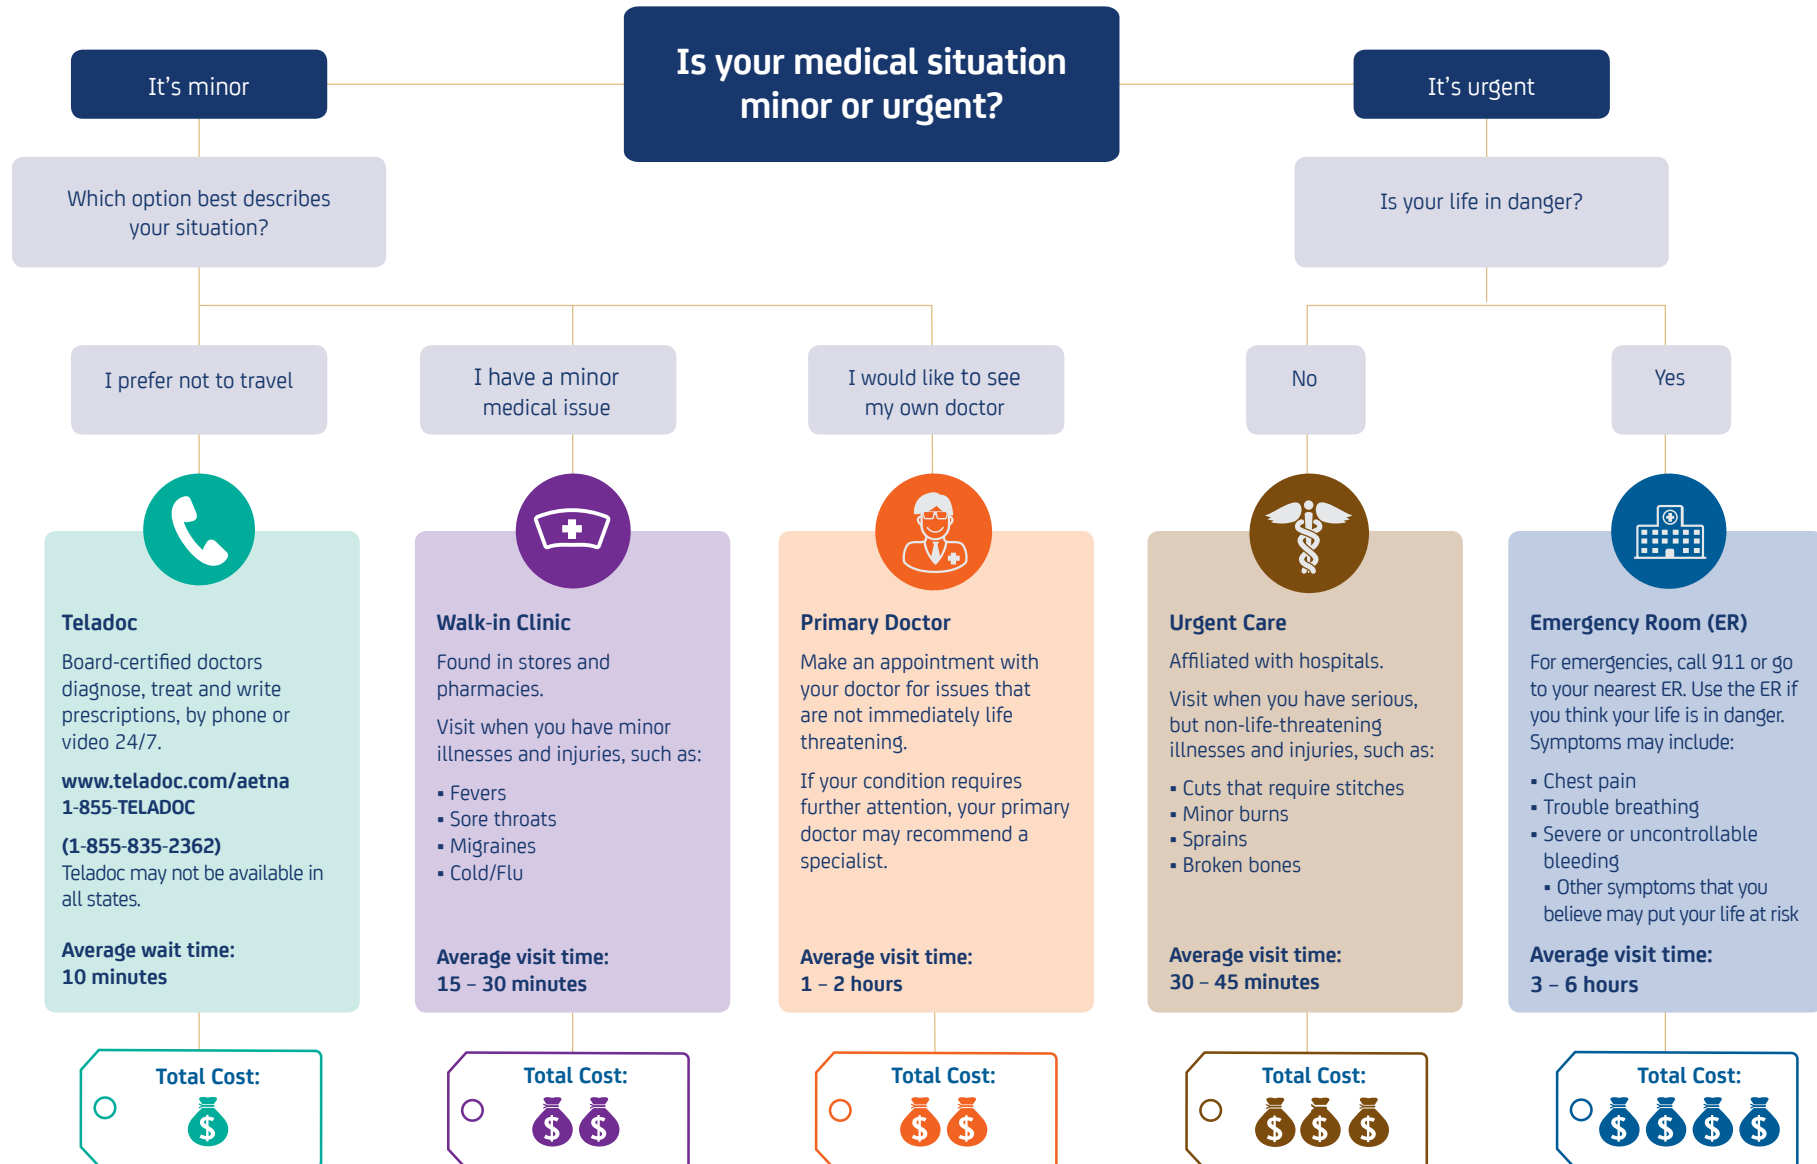 Is your medical situation
minor or urgent?
It's minor
It's urgent
Which option best describes
your situation?
Is your life in danger?
I prefer not to travel
I have a minor
medical issue
I would like to see
my own doctor
No
Yes
Teladoc
Board-certified doctors
diagnose, treat and write
prescriptions, by phone or
video 24/7.
www.teladoc.com/aetna
1-855-TELADOC
(1-855-835-2362)
Teladoc may not be available in
all states.
Average wait time:
10 minutes
Walk-in Clinic
Found in stores and
pharmacies.
Visit when you have minor
illnesses and injuries, such as:
▪ Fevers
▪ Sore throats
▪ Migraines
▪ Cold/Flu
Average visit time:
15 – 30 minutes
Primary Doctor
Make an appointment with
your doctor for issues that
are not immediately life
threatening.
If your condition requires
further attention, your primary
doctor may recommend a
specialist.
Average visit time:
1 – 2 hours
Urgent Care
Affiliated with hospitals.
Visit when you have serious,
but non-life-threatening
illnesses and injuries, such as:
▪ Cuts that require stitches
▪ Minor burns
▪ Sprains
▪ Broken bones
Average visit time:
30 – 45 minutes
Emergency Room (ER)
For emergencies, call 911 or go
to your nearest ER. Use the ER if
you think your life is in danger.
Symptoms may include:
▪ Chest pain
▪ Trouble breathing
▪ Severe or uncontrollable
bleeding
▪ Other symptoms that you
believe may put your life at risk
Average visit time:
3 – 6 hours
Total Cost:
$
Total Cost:
$ $
Total Cost:
$ $
Total Cost:
$ $ $
Total Cost:
$ $ $ $